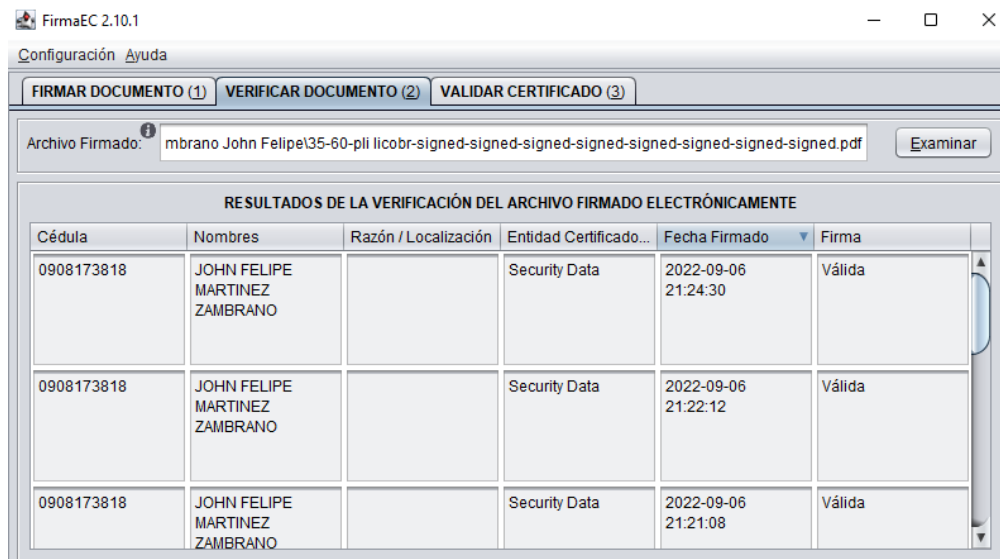 FirmaEC 2.10.1
Configuración Ayuda
FIRMAR DOCUMENTO (1) VERIFICAR DOCUMENTO (2) VALIDAR CERTIFICADO (3)
Archivo Firmado: mbrano John Felipe\35-60-pli licobr-signed-signed-signed-signed-signed-signed-signed-signed.pdf Examinar
RESULTADOS DE LA VERIFICACIÓN DEL ARCHIVO FIRMADO ELECTRÓNICAMENTE
Cédula Nombres Razón / Localización Entidad Certificado... Fecha Firmado Firma
0908173818 JOHN FELIPE Security Data 2022-09-06 Válida
MARTINEZ 21:24:30
ZAMBRANO
0908173818 JOHN FELIPE Security Data 2022-09-06 Válida
MARTINEZ 21:22:12
ZAMBRANO
0908173818 JOHN FELIPE Security Data 2022-09-06 Válida
MARTINEZ 21:21:08
ZAMBRANO